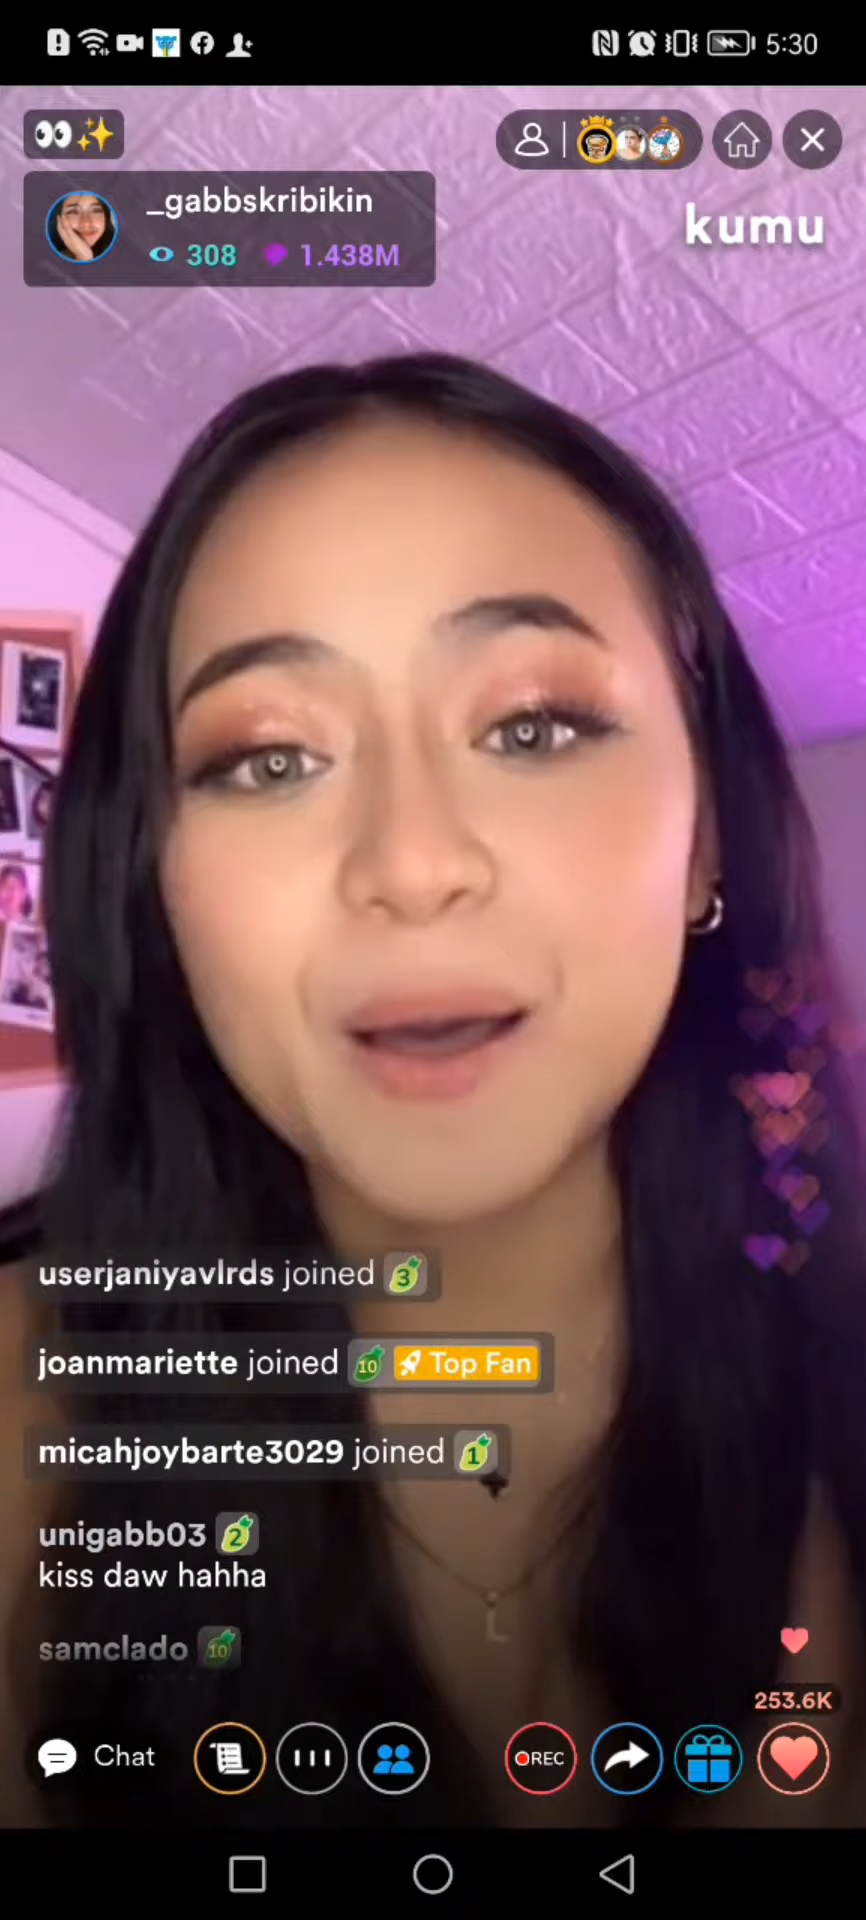 5:30
_gabbskribikin
308 1.438M
kumu
userjaniyavlrds joined 3
joanmariette joined 10 Top Fan
micahjoybarte3029 joined 1
unigabb03 2
kiss daw hahha
samclado 10
253.6K
Chat
REC
L